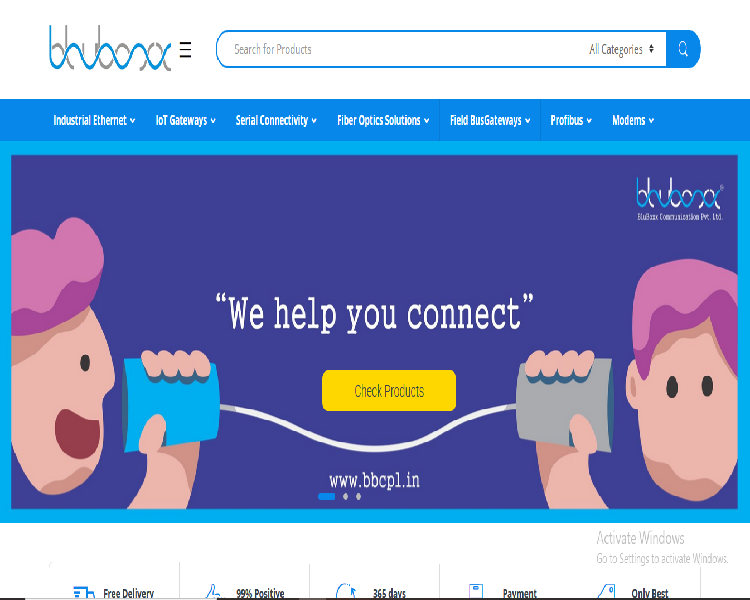 bluboxx
Search for Products
All Categories
Industrial Ethernet
IoT Gateways
Serial Connectivity
Fiber Optics Solutions
Field BusGateways
Profibus
Modems
bluboxx®
BluBoxx Communication Pvt. Ltd.
“We help you connect”
Check Products
www.bbcpl.in
Activate Windows
Go to Settings to activate Windows.
Free Delivery
99% Positive
365 days
Payment
Only Best